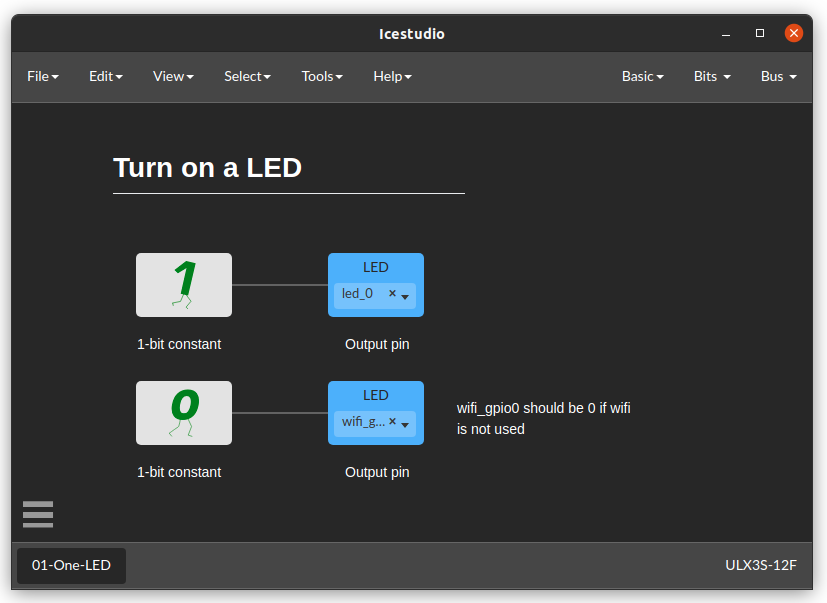 Icestudio
File Edit View Select Tools Help Basic Bits Bus
Turn on a LED
1 LED
led_0 ×
1-bit constant Output pin
0 LED
wifi_g... ×
wifi_gpio0 should be 0 if wifi
is not used
1-bit constant Output pin
01-One-LED ULX3S-12F